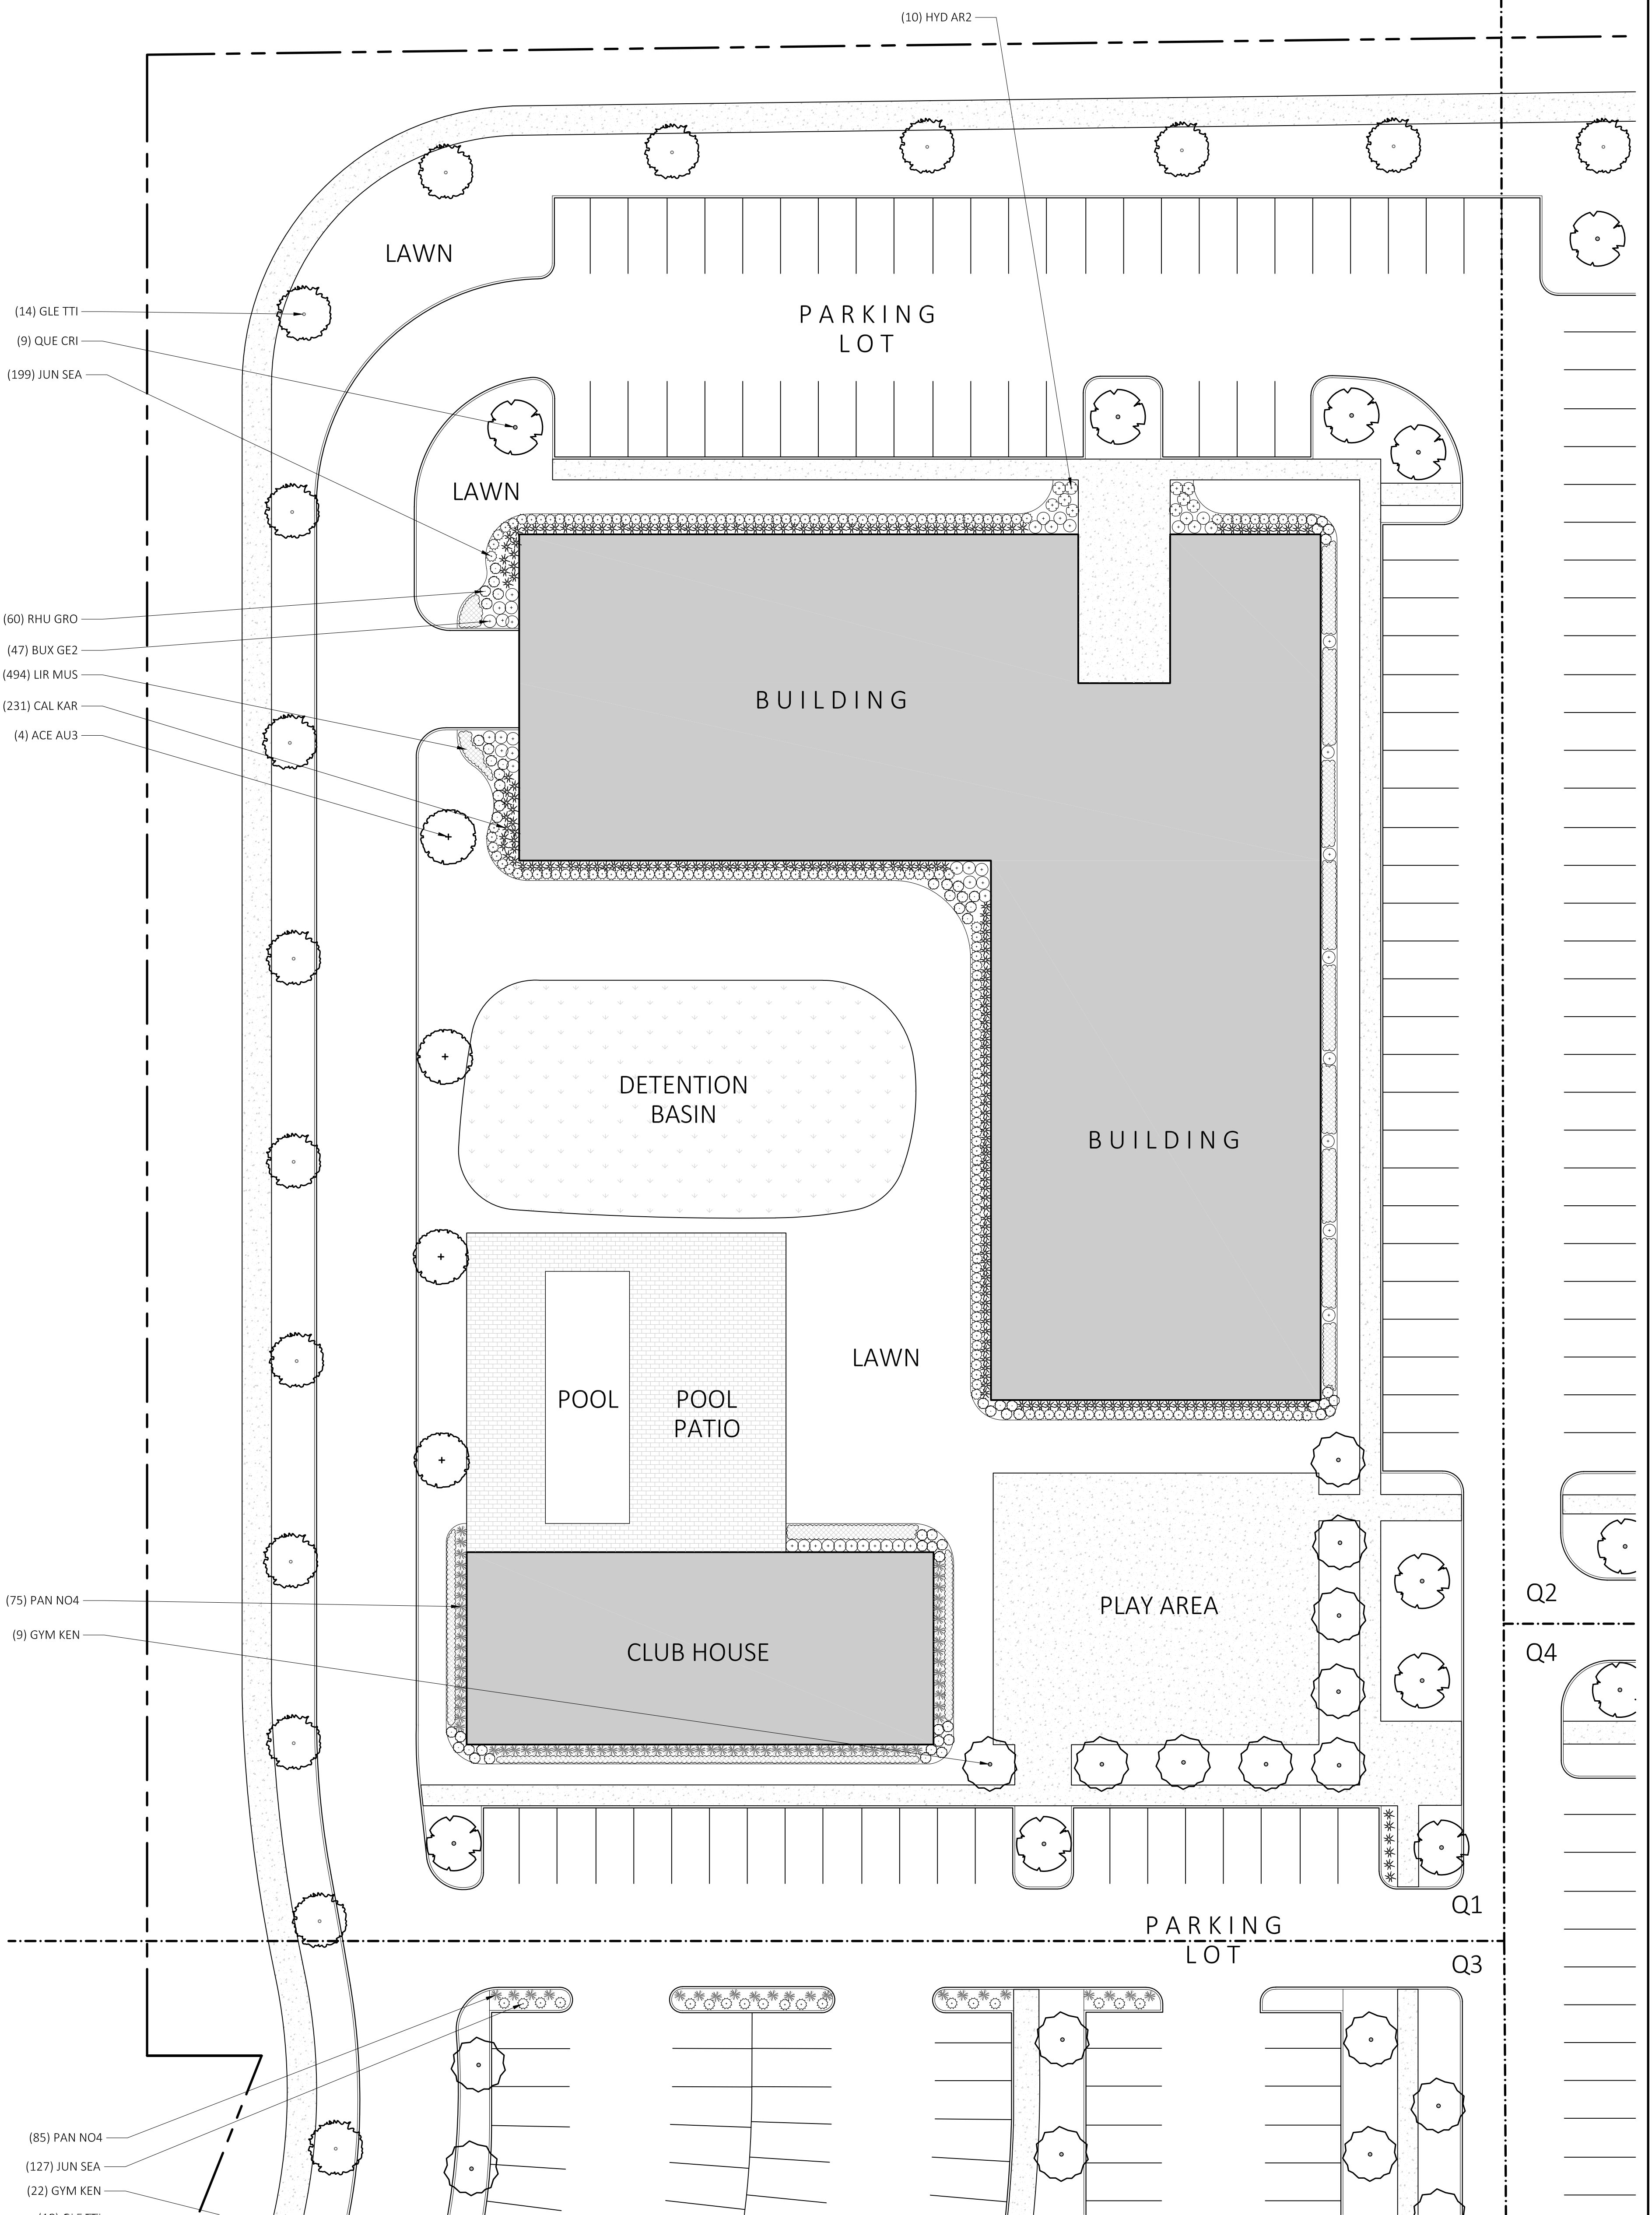 (10) HYD AR2
LAWN
(14) GLE TTI
PARKING
LOT
(9) QUE CRI
(199) JUN SEA
LAWN
(60) RHU GRO
(47) BUX GE2
(494) LIR MUS
(231) CAL KAR
(4) ACE AU3
BUILDING
DETENTION
BASIN
BUILDING
LAWN
POOL
POOL
PATIO
(75) PAN NO4
(9) GYM KEN
CLUB HOUSE
PLAY AREA
Q2
Q4
Q1
PARKING
LOT
Q3
(85) PAN NO4
(127) JUN SEA
(22) GYM KEN